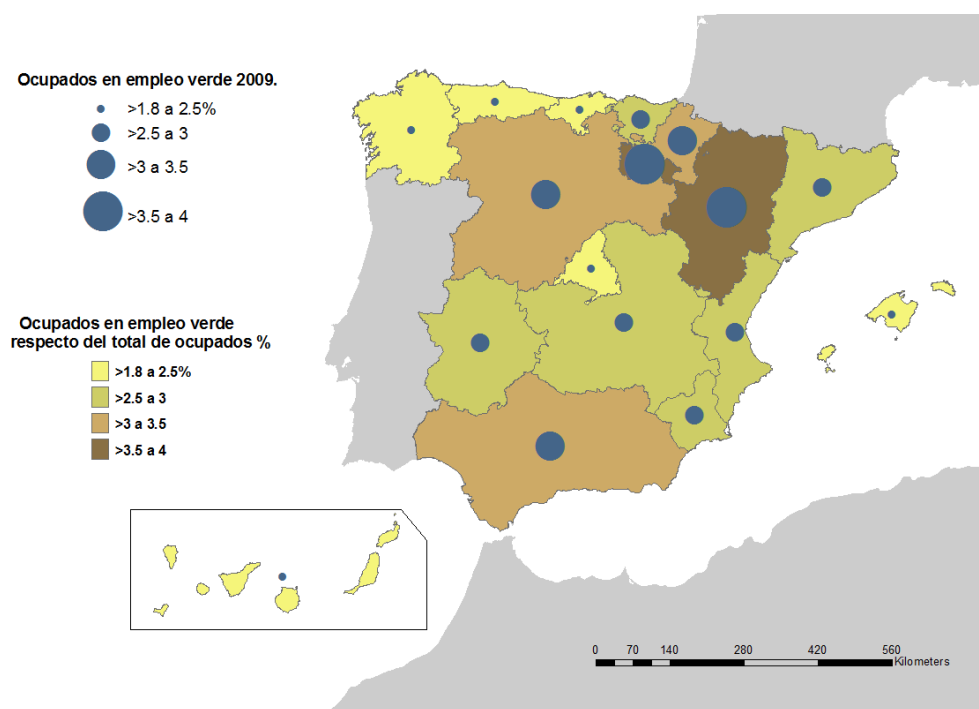 Ocupados en empleo verde 2009.
>1.8 a 2.5%
>2.5 a 3
>3 a 3.5
>3.5 a 4
Ocupados en empleo verde
respecto del total de ocupados %
>1.8 a 2.5%
>2.5 a 3
>3 a 3.5
>3.5 a 4
0 70 140 280 420 560
Kilometers